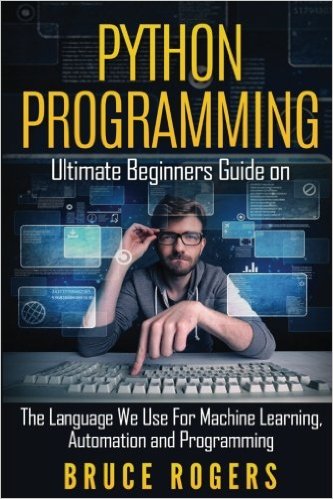 PYTHON
PROGRAMMING
Ultimate Beginners Guide on
The Language We Use For Machine Learning,
Automation and Programming
BRUCE ROGERS